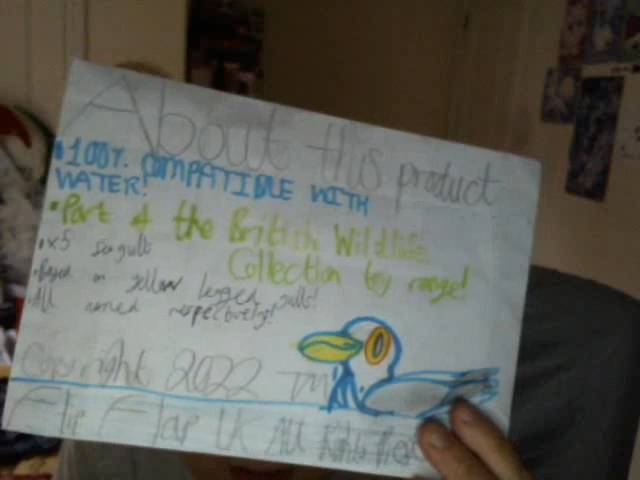 About this product
• 100% COMPATIBLE WITH
WATER!
• Part of the British Wildlife
Collection toy range!
• x5 seagulls
• Based on yellow legged gulls!
• All named respectively!
Copyright 2022 TM
Flip Flap UK All Rights